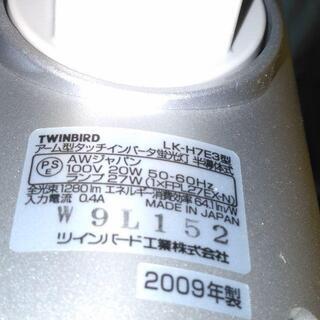 TWINBIRD LK-H7E3型
アーム型タッチインバータ蛍光灯 半導体式
PS
E
AWジャパン
100V 20W 50-60Hz
ランプ 27W (1×FPL27EX-N)
全光束 1280lm エネルギー消費効率 64.1lm/W
入力電流 0.4A MADE IN JAPAN
W9L152
ツインバード工業株式会社
2009年製